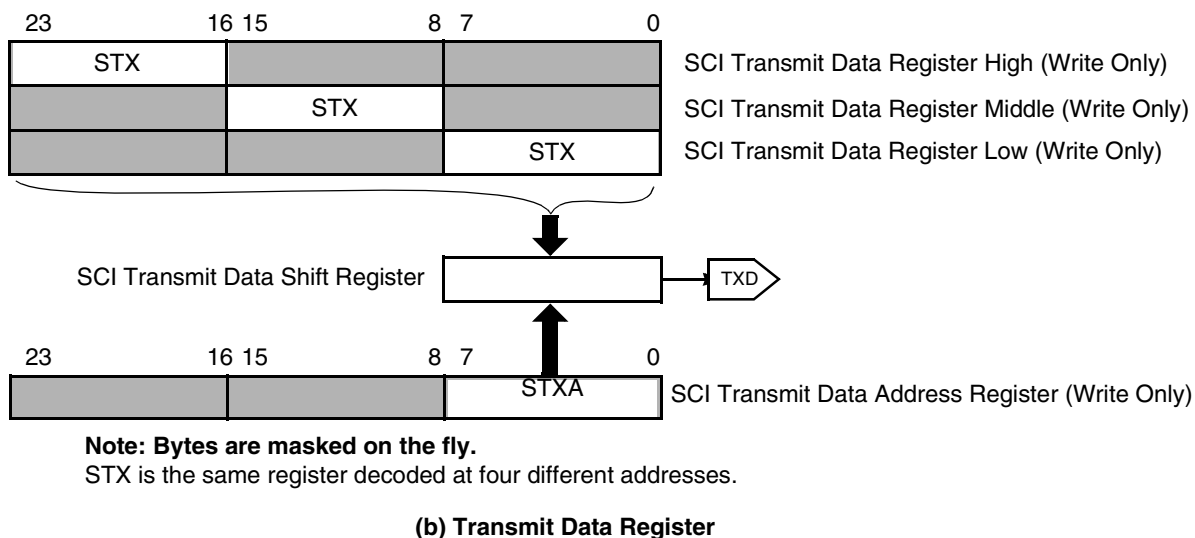 23 16 15 8 7 0
STX SCI Transmit Data Register High (Write Only)
STX SCI Transmit Data Register Middle (Write Only)
STX SCI Transmit Data Register Low (Write Only)
SCI Transmit Data Shift Register TXD
23 16 15 8 7 0
STXA SCI Transmit Data Address Register (Write Only)
Note: Bytes are masked on the fly.
STX is the same register decoded at four different addresses.
(b) Transmit Data Register